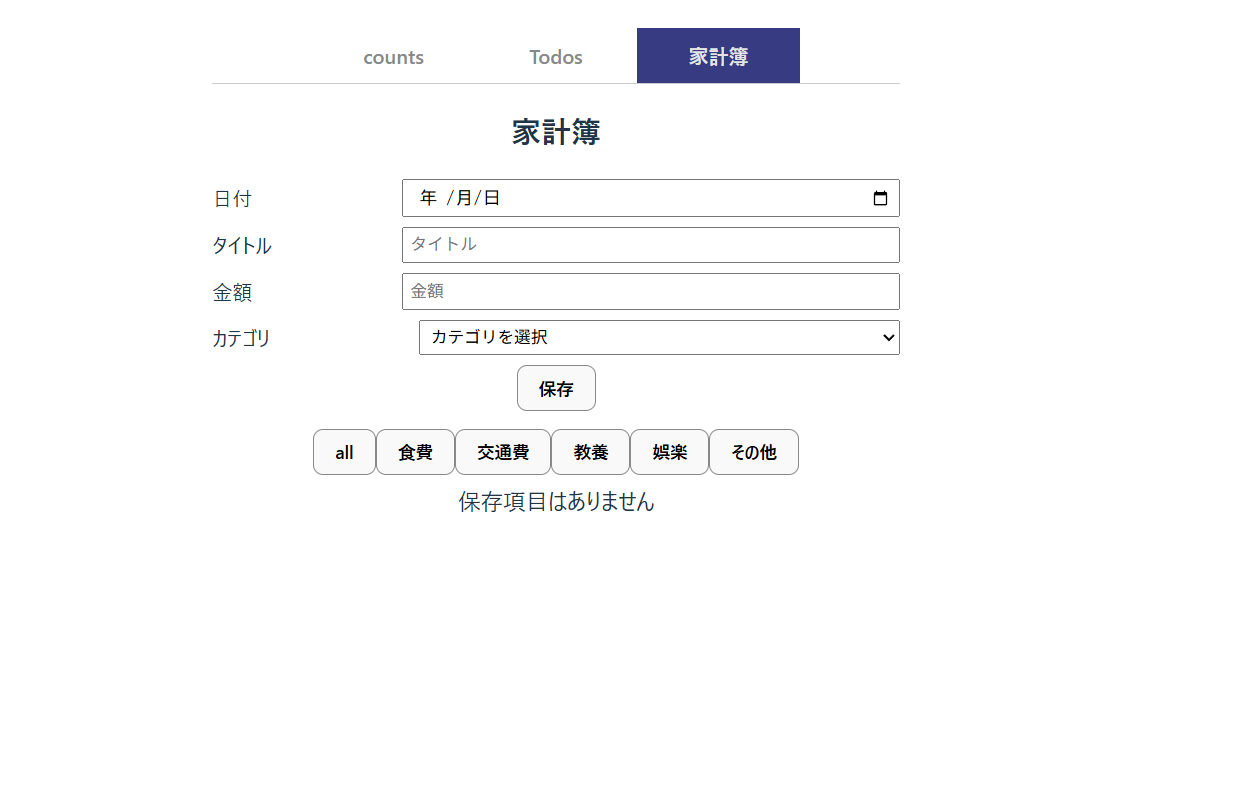 counts Todos 家計簿
家計簿
日付 年 /月/日
タイトル タイトル
金額 金額
カテゴリ カテゴリを選択
保存
all 食費 交通費 教養 娯楽 その他
保存項目はありません